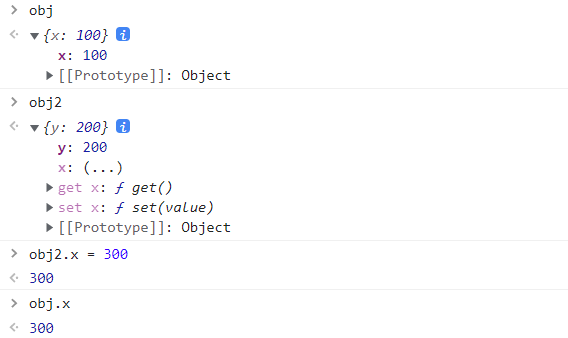 > obj
<· ▼{x: 100} i
x: 100
▶[[Prototype]]: Object
> obj2
<· ▼{y: 200} i
y: 200
x: (...)
▶get x: ƒ get()
▶set x: ƒ set(value)
▶[[Prototype]]: Object
> obj2.x = 300
<· 300
> obj.x
<· 300